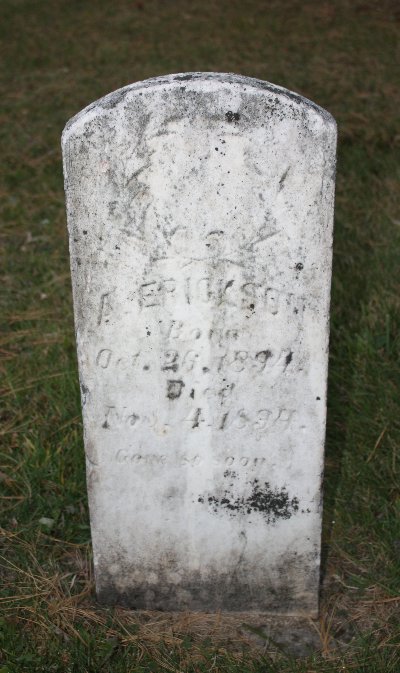 A. ERICKSON
Born
Oct. 26. 1894.
Died
Nov. 4. 1894.
Gone so soon.